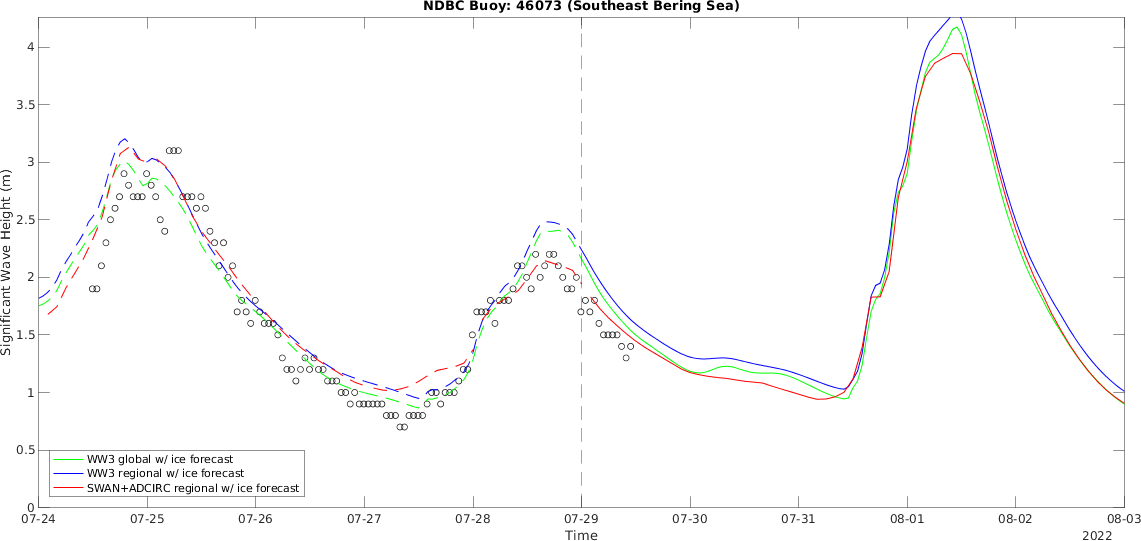 NDBC Buoy: 46073 (Southeast Bering Sea)
Significant Wave Height (m)
4
3.5
3
2.5
2
1.5
1
0.5
0
WW3 global w/ ice forecast
WW3 regional w/ ice forecast
SWAN+ADCIRC regional w/ ice forecast
07-24 07-25 07-26 07-27 07-28 07-29 07-30 07-31 08-01 08-02 08-03
Time
2022